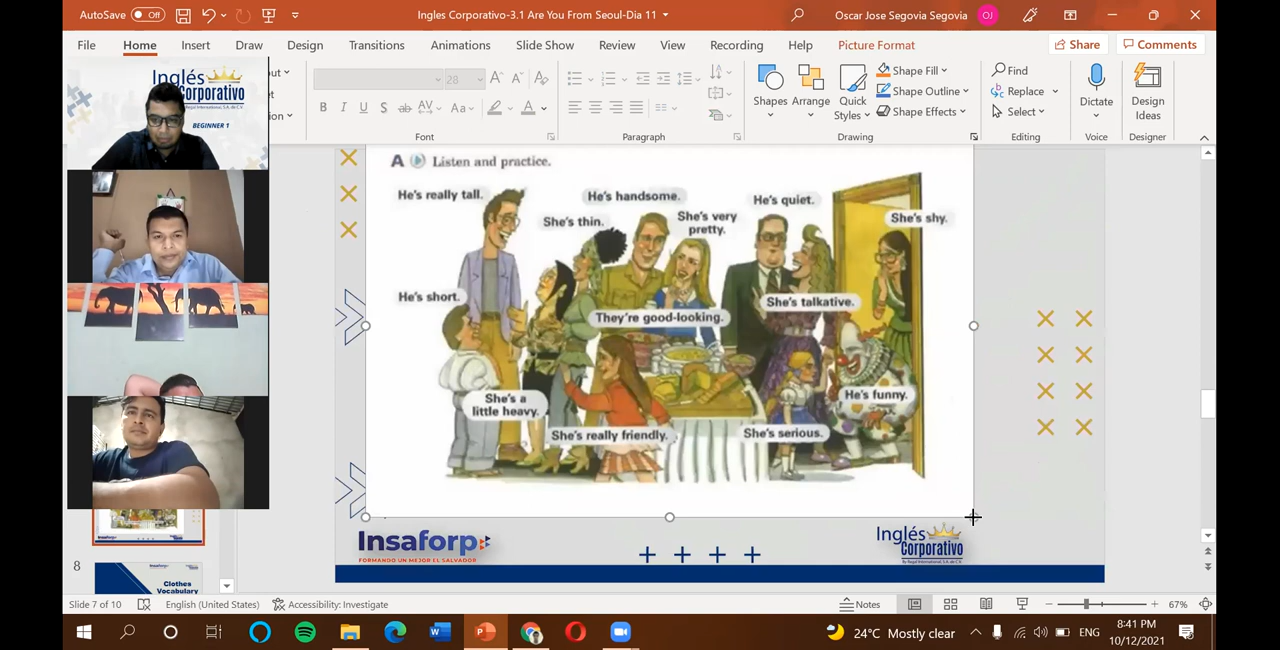 AutoSave Off
Ingles Corporativo-3.1 Are You From Seoul-Dia 11
Oscar Jose Segovia Segovia OJ
File Home Insert Draw Design Transitions Animations Slide Show Review View Recording Help Picture Format Share Comments
Inglés Corporativo
BEGINNER 1
28
Aa
Font
Paragraph
Shapes
Arrange
Quick Styles
Shape Fill
Shape Outline
Shape Effects
Drawing
Find
Replace
Select
Editing
Dictate
Voice
Design Ideas
Designer
A Listen and practice.
He's really tall.
He's handsome.
He's quiet.
She's thin.
She's very pretty.
She's shy.
He's short.
They're good-looking.
She's talkative.
She's a little heavy.
He's funny.
She's really friendly.
She's serious.
Insaforp
FORMANDO UN MEJOR EL SALVADOR
Inglés Corporativo
8
Clothes Vocabulary
Slide 7 of 10 English (United States) Accessibility: Investigate Notes 67%
24°C Mostly clear ENG 8:41 PM 10/12/2021